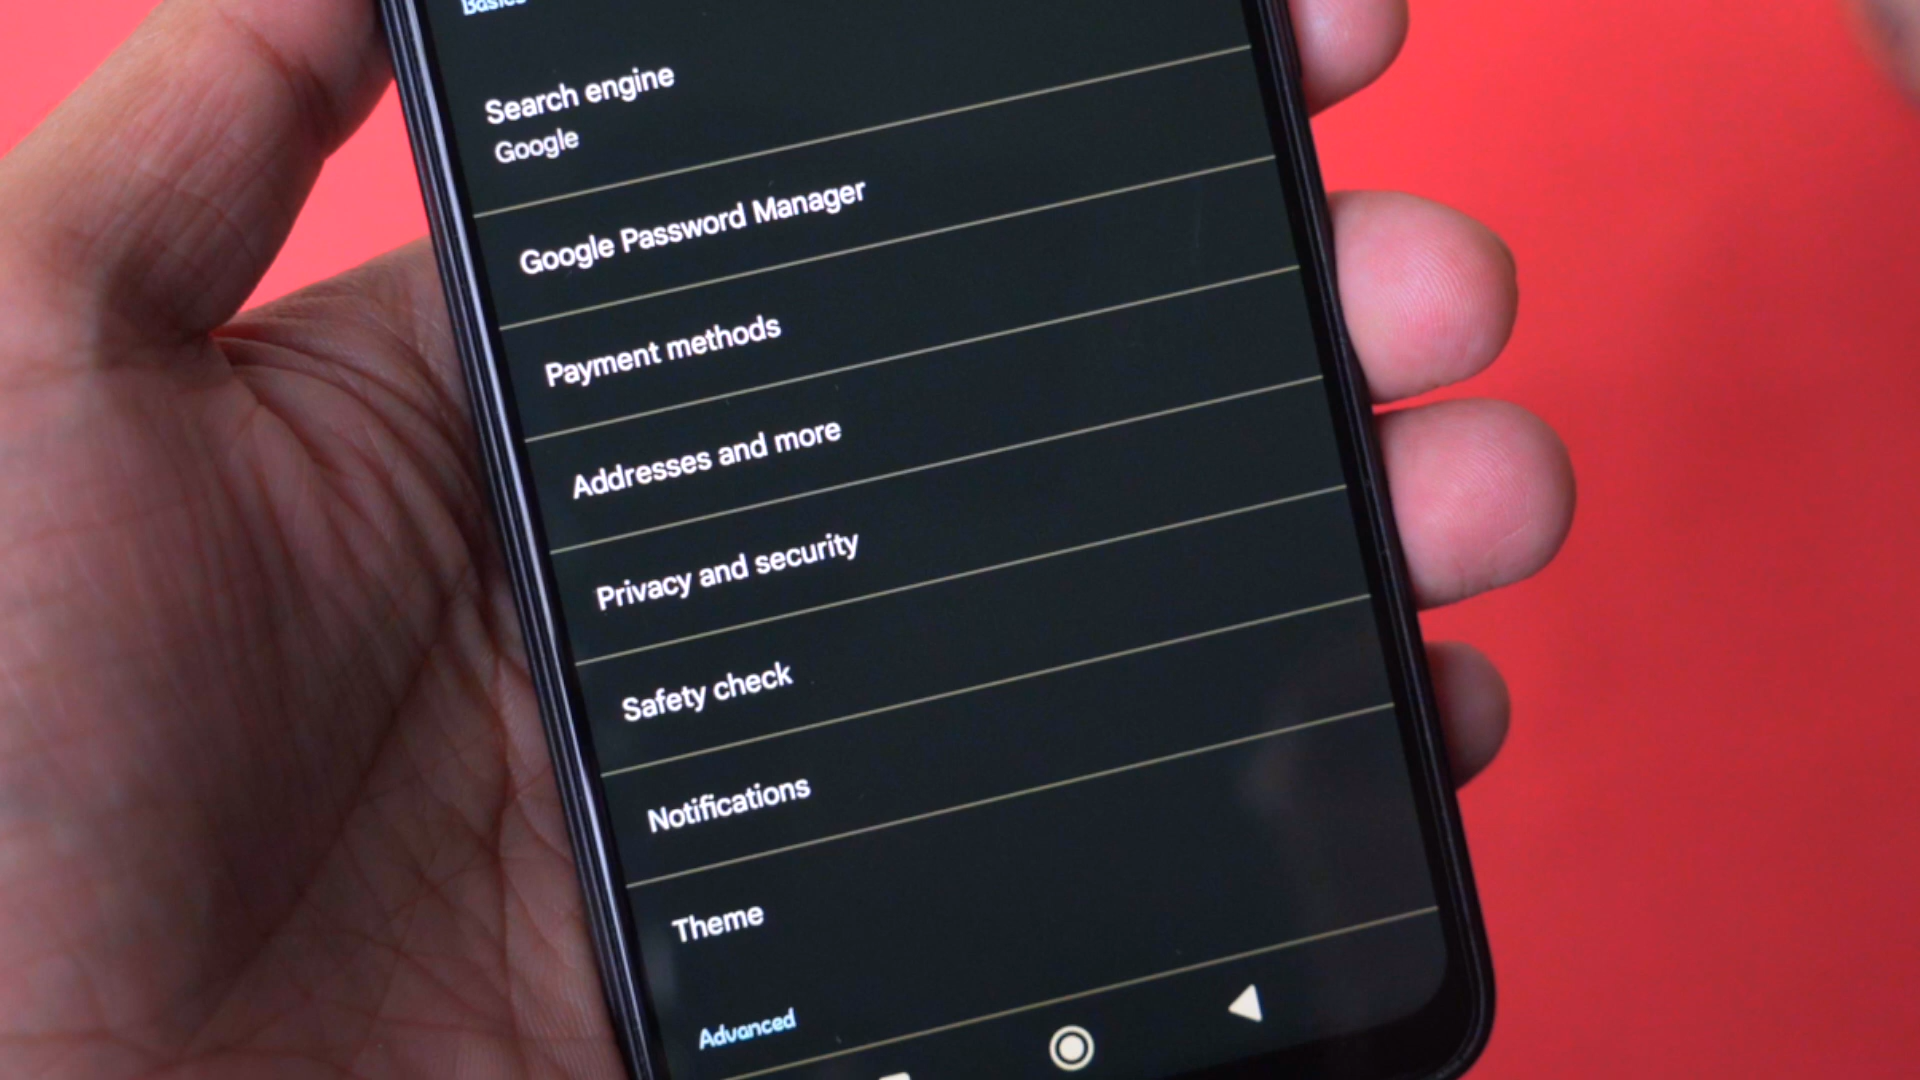 Basics
Search engine
Google
Google Password Manager
Payment methods
Addresses and more
Privacy and security
Safety check
Notifications
Theme
Advanced